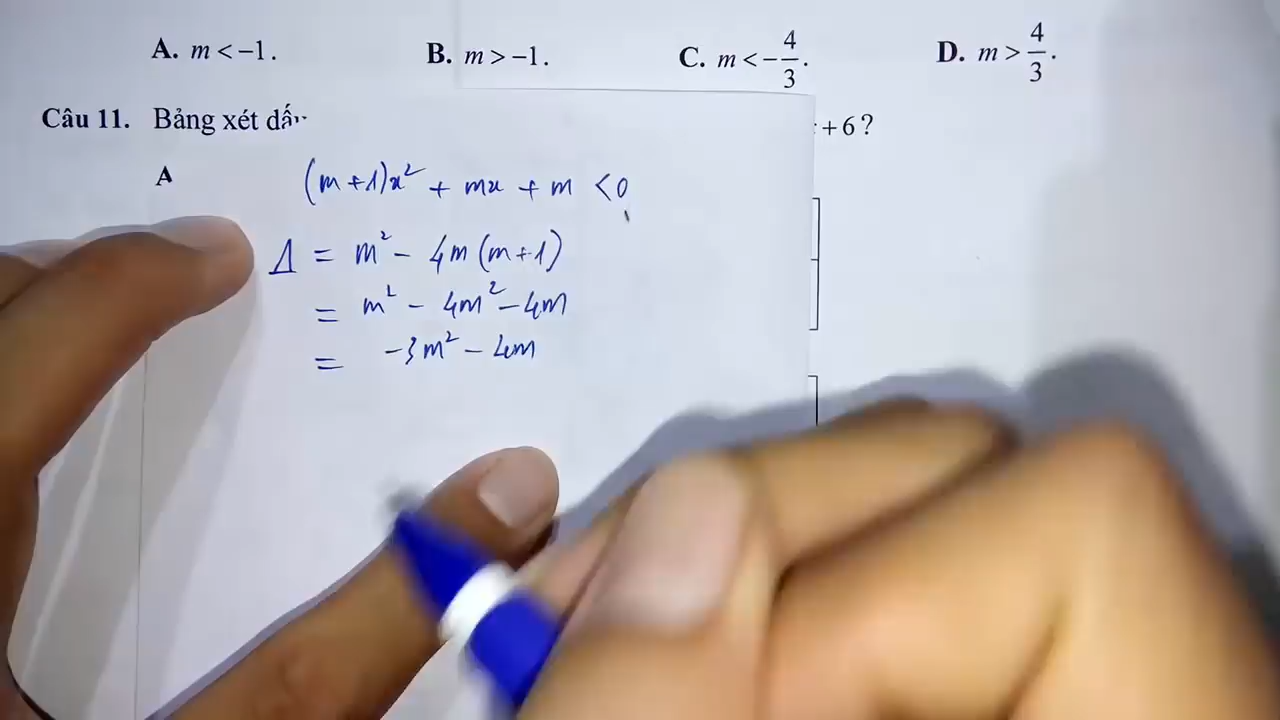 A. m < −1. B. m > −1. C. m < −4/3. D. m > 4/3.
Câu 11. Bảng xét dấ + 6 ?
A
(m+1)x² + mx + m < 0
Δ = m² − 4m(m+1)
= m² − 4m² − 4m
= −3m² − 4m